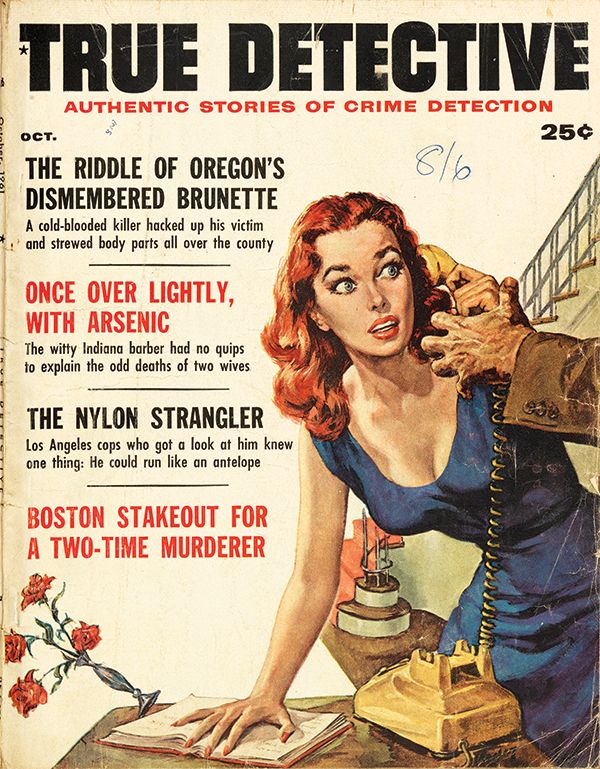 *TRUE DETECTIVE
AUTHENTIC STORIES OF CRIME DETECTION
OCT.
25¢
8/6
THE RIDDLE OF OREGON'S
DISMEMBERED BRUNETTE
A cold-blooded killer hacked up his victim
and strewed body parts all over the county
ONCE OVER LIGHTLY,
WITH ARSENIC
The witty Indiana barber had no quips
to explain the odd deaths of two wives
THE NYLON STRANGLER
Los Angeles cops who got a look at him knew
one thing: He could run like an antelope
BOSTON STAKEOUT FOR
A TWO-TIME MURDERER
October, 1961